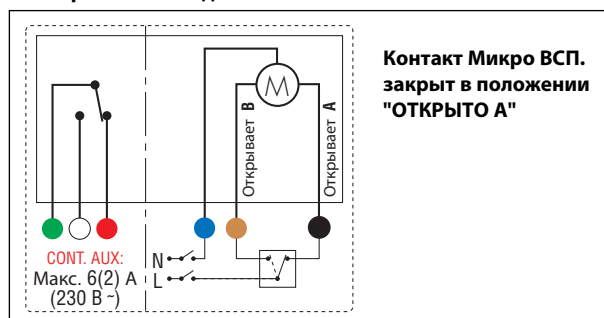 Контакт Микро ВСП.
закрыт в положении
"ОТКРЫТО А"
M
Открывает В
Открывает А
CONT. AUX:
Макс. 6(2) А
(230 В ~)
N
L